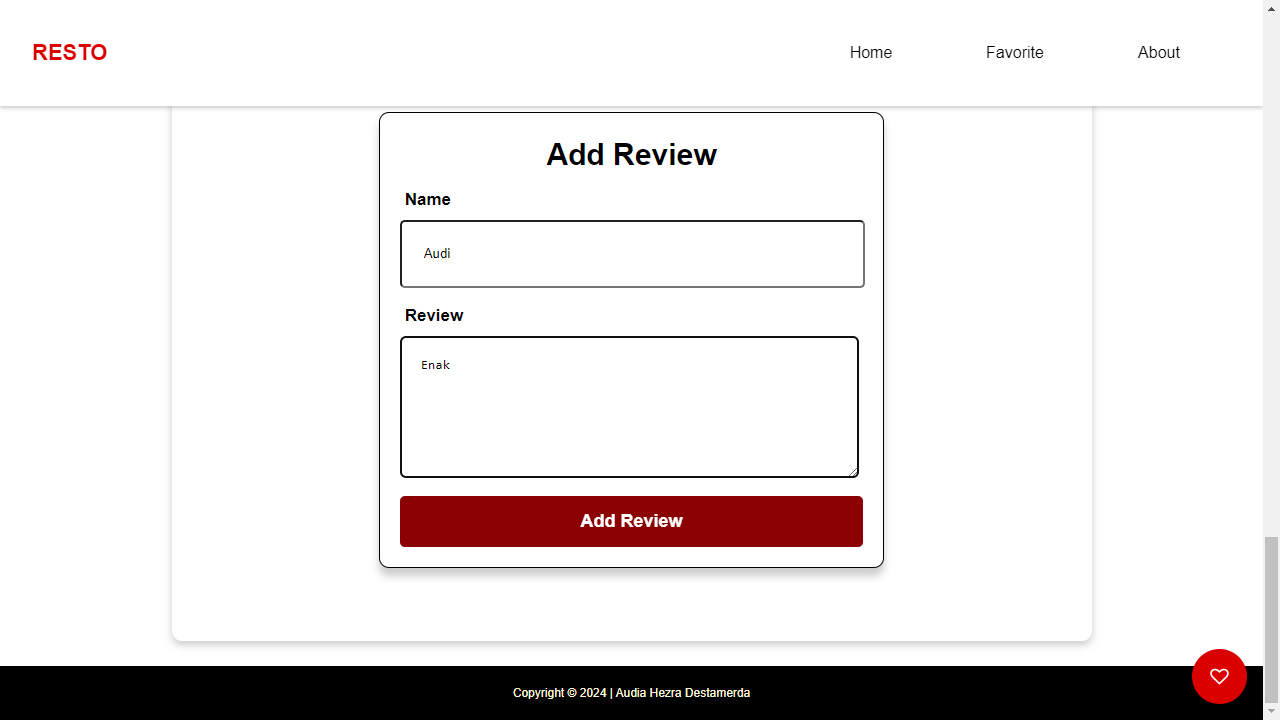 RESTO
Home
Favorite
About
Add Review
Name
Audi
Review
Enak
Add Review
Copyright © 2024 | Audia Hezra Destamerda